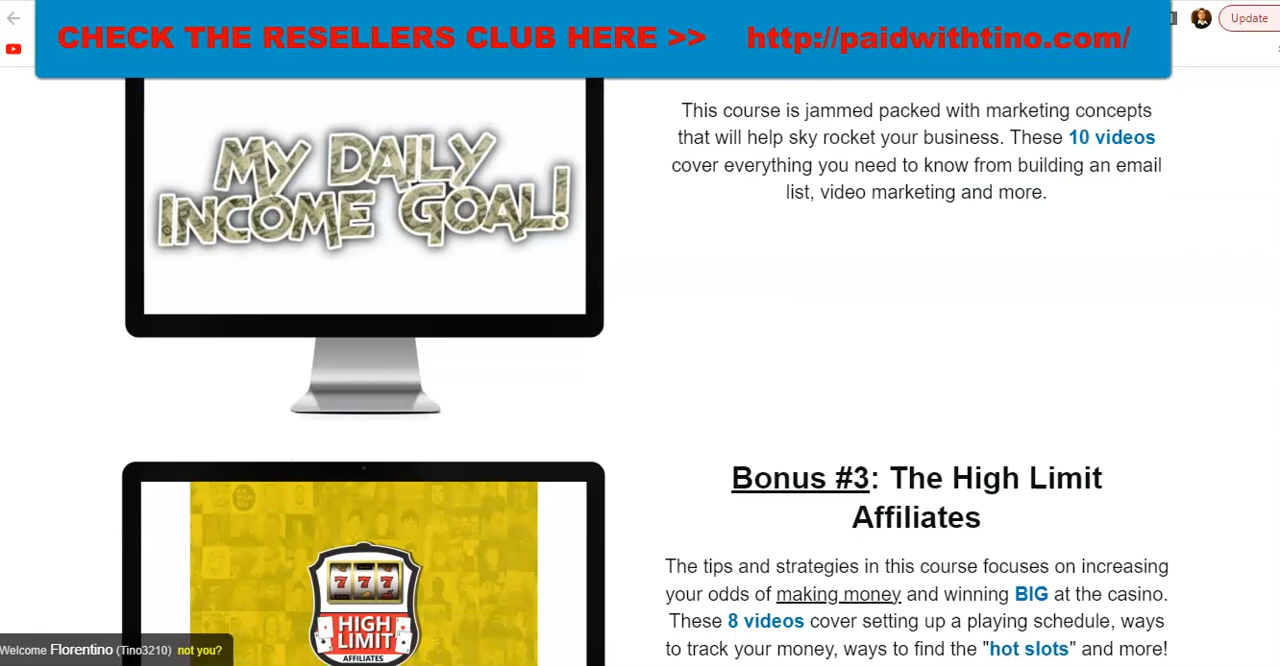 CHECK THE RESELLERS CLUB HERE >> http://paidwithtino.com/
Update
MY DAILY
INCOME GOAL!
This course is jammed packed with marketing concepts
that will help sky rocket your business. These 10 videos
cover everything you need to know from building an email
list, video marketing and more.
777
HIGH
LIMIT
AFFILIATES
Bonus #3: The High Limit
Affiliates
The tips and strategies in this course focuses on increasing
your odds of making money and winning BIG at the casino.
These 8 videos cover setting up a playing schedule, ways
to track your money, ways to find the "hot slots" and more!
Welcome Florentino (Tino3210) not you?